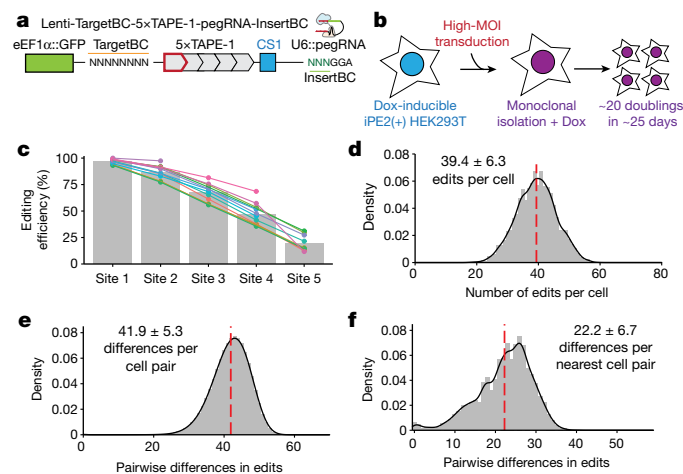 a
Lenti-TargetBC-5×TAPE-1-pegRNA-InsertBC
eEF1α::GFP TargetBC 5×TAPE-1 CS1 U6::pegRNA
NNNNNNNN NNNGGA
InsertBC
b
High-MOI
transduction
Dox-inducible
iPE2(+) HEK293T
Monoclonal
isolation + Dox
~20 doublings
in ~25 days
c
Editing
efficiency (%)
100
75
50
25
0
Site 1 Site 2 Site 3 Site 4 Site 5
d
39.4 ± 6.3
edits per cell
Density
0.08
0.06
0.04
0.02
0
0 20 40 60 80
Number of edits per cell
e
41.9 ± 5.3
differences per
cell pair
Density
0.08
0.06
0.04
0.02
0
0 20 40 60
Pairwise differences in edits
f
22.2 ± 6.7
differences per
nearest cell pair
Density
0.08
0.06
0.04
0.02
0
0 10 20 30 40 50
Pairwise differences in edits